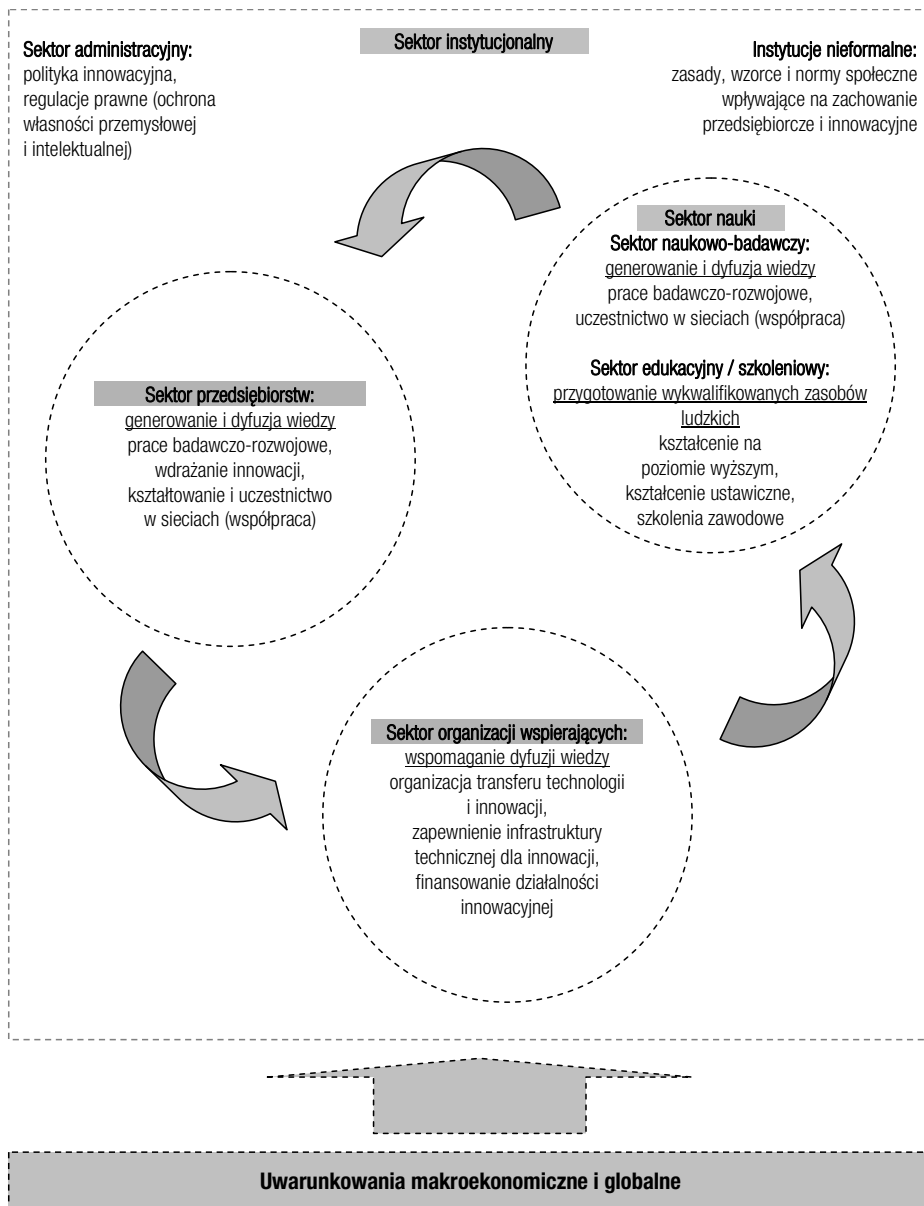 Sektor instytucjonalny
Sektor administracyjny:
polityka innowacyjna,
regulacje prawne (ochrona
własności przemysłowej
i intelektualnej)
Instytucje nieformalne:
zasady, wzorce i normy społeczne
wpływające na zachowanie
przedsiębiorcze i innowacyjne
Sektor nauki
Sektor naukowo-badawczy:
generowanie i dyfuzja wiedzy
prace badawczo-rozwojowe,
uczestnictwo w sieciach (współpraca)
Sektor edukacyjny / szkoleniowy:
przygotowanie wykwalifikowanych zasobów
ludzkich
kształcenie na
poziomie wyższym,
kształcenie ustawiczne,
szkolenia zawodowe
Sektor przedsiębiorstw:
generowanie i dyfuzja wiedzy
prace badawczo-rozwojowe,
wdrażanie innowacji,
kształtowanie i uczestnictwo
w sieciach (współpraca)
Sektor organizacji wspierających:
wspomaganie dyfuzji wiedzy
organizacja transferu technologii
i innowacji,
zapewnienie infrastruktury
technicznej dla innowacji,
finansowanie działalności
innowacyjnej
Uwarunkowania makroekonomiczne i globalne